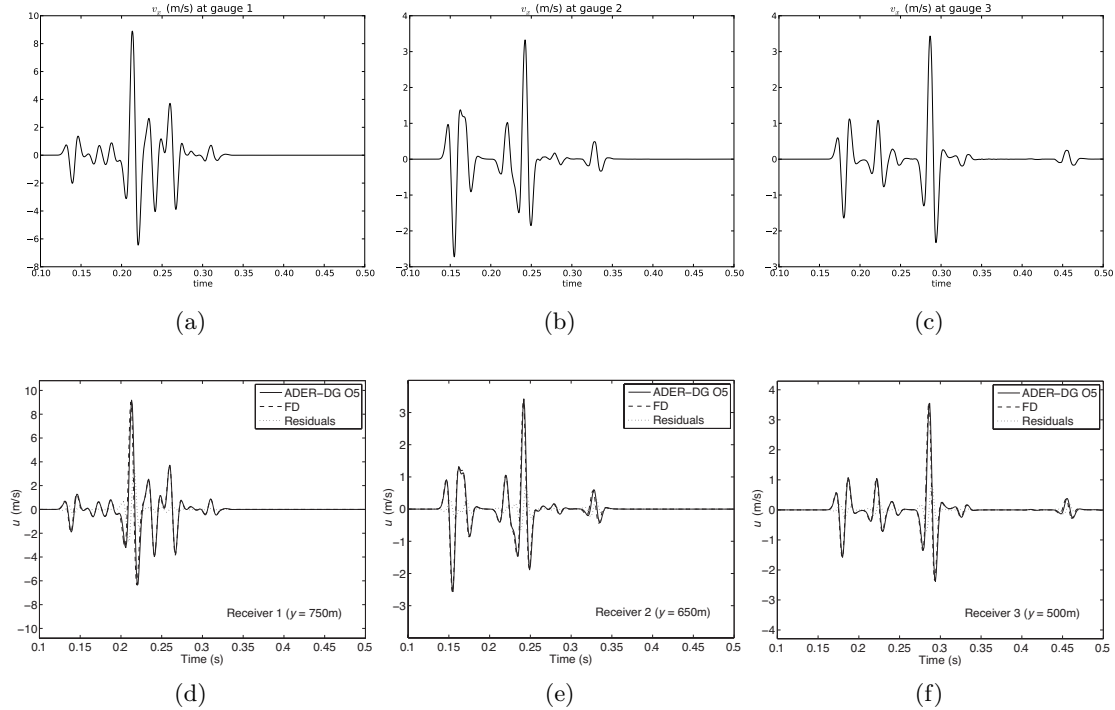 v_x (m/s) at gauge 1
10
8
6
4
2
0
−2
−4
−6
−8
0.10 0.15 0.20 0.25 0.30 0.35 0.40 0.45 0.50
time
(a)
v_x (m/s) at gauge 2
4
3
2
1
0
−1
−2
−3
0.10 0.15 0.20 0.25 0.30 0.35 0.40 0.45 0.50
time
(b)
v_x (m/s) at gauge 3
4
3
2
1
0
−1
−2
−3
0.10 0.15 0.20 0.25 0.30 0.35 0.40 0.45 0.50
time
(c)
ADER−DG O5
FD
Residuals
10
8
6
4
2
0
−2
−4
−6
−8
−10
u (m/s)
Receiver 1 (y = 750m)
0.1 0.15 0.2 0.25 0.3 0.35 0.4 0.45 0.5
Time (s)
(d)
ADER−DG O5
FD
Residuals
3
2
1
0
−1
−2
−3
u (m/s)
Receiver 2 (y = 650m)
0.1 0.15 0.2 0.25 0.3 0.35 0.4 0.45 0.5
Time (s)
(e)
ADER−DG O5
FD
Residuals
4
3
2
1
0
−1
−2
−3
−4
u (m/s)
Receiver 3 (y = 500m)
0.1 0.15 0.2 0.25 0.3 0.35 0.4 0.45 0.5
Time (s)
(f)